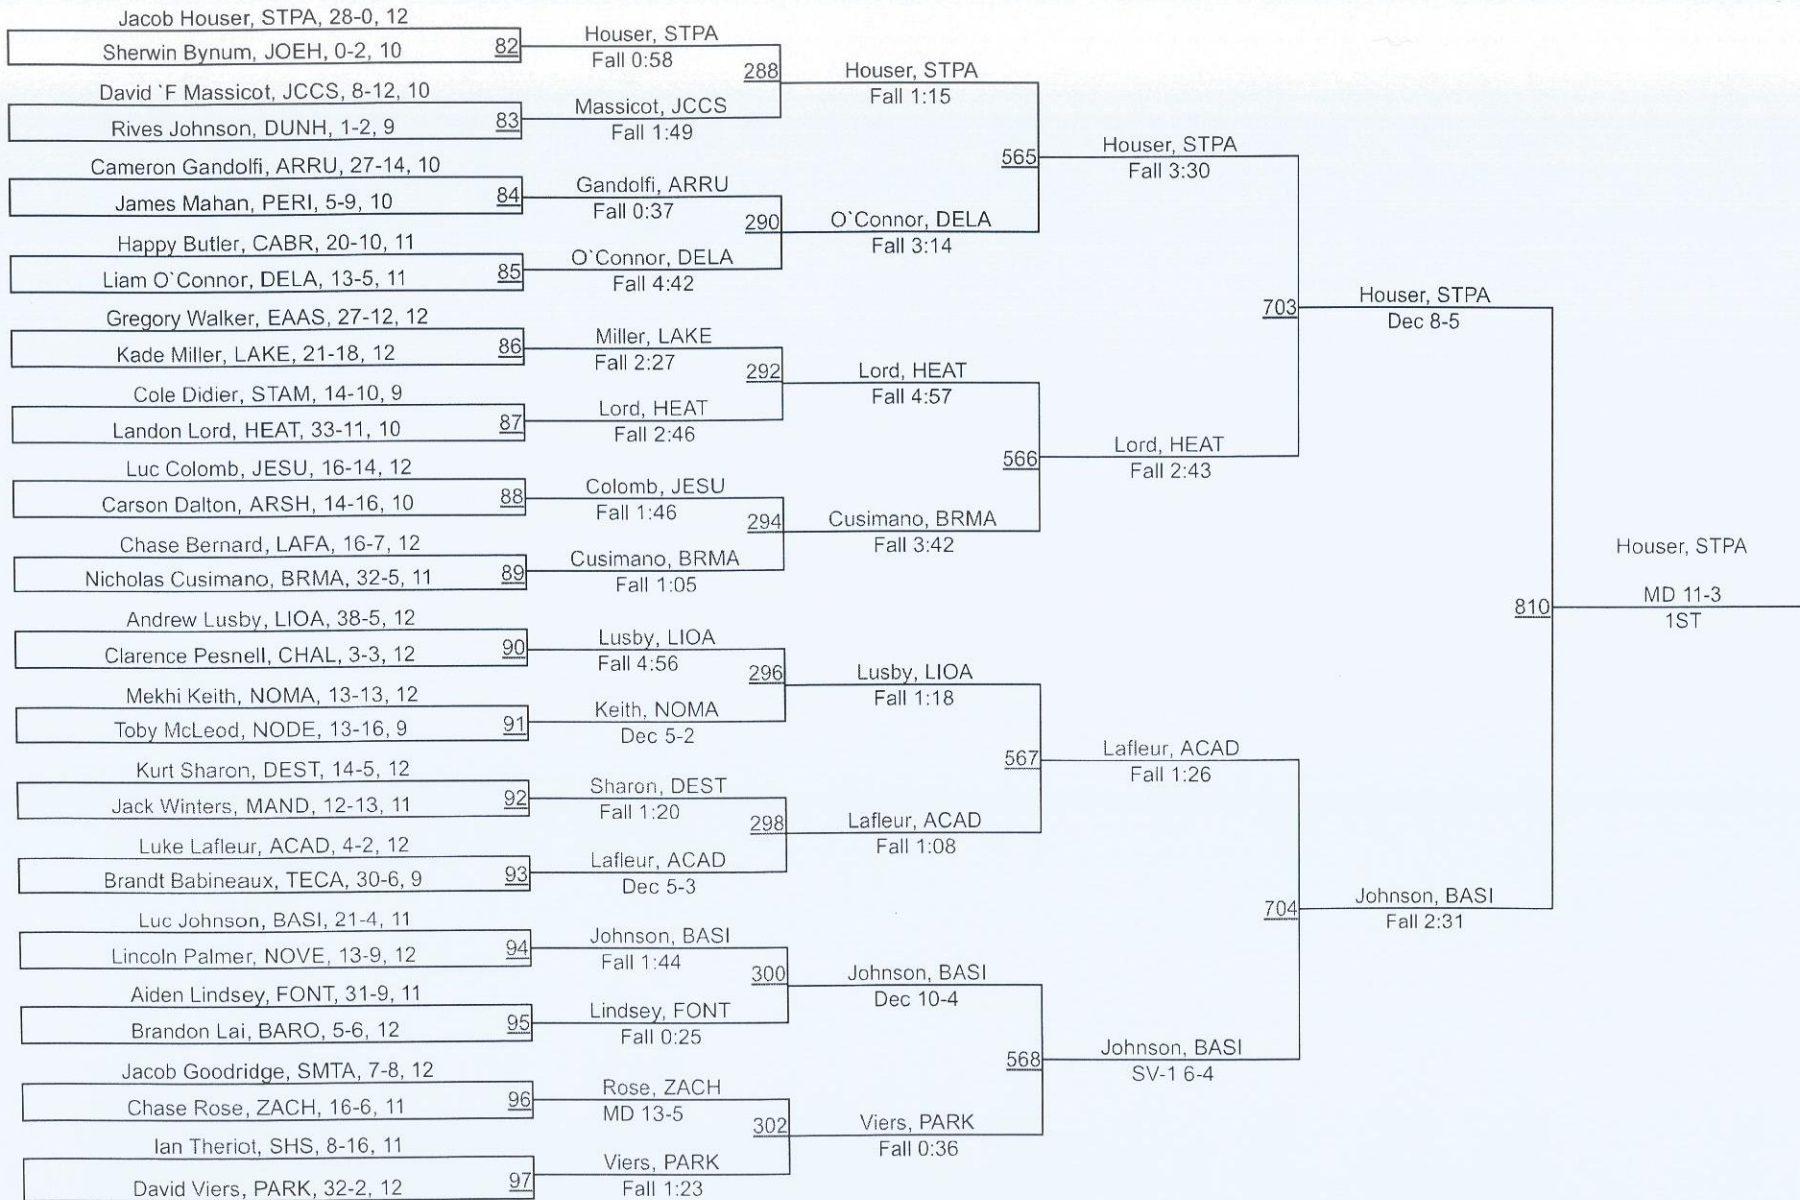 Jacob Houser, STPA, 28-0, 12
Sherwin Bynum, JOEH, 0-2, 10
82
David `F Massicot, JCCS, 8-12, 10
Rives Johnson, DUNH, 1-2, 9
83
Cameron Gandolfi, ARRU, 27-14, 10
James Mahan, PERI, 5-9, 10
84
Happy Butler, CABR, 20-10, 11
Liam O`Connor, DELA, 13-5, 11
85
Gregory Walker, EAAS, 27-12, 12
Kade Miller, LAKE, 21-18, 12
86
Cole Didier, STAM, 14-10, 9
Landon Lord, HEAT, 33-11, 10
87
Luc Colomb, JESU, 16-14, 12
Carson Dalton, ARSH, 14-16, 10
88
Chase Bernard, LAFA, 16-7, 12
Nicholas Cusimano, BRMA, 32-5, 11
89
Andrew Lusby, LIOA, 38-5, 12
Clarence Pesnell, CHAL, 3-3, 12
90
Mekhi Keith, NOMA, 13-13, 12
Toby McLeod, NODE, 13-16, 9
91
Kurt Sharon, DEST, 14-5, 12
Jack Winters, MAND, 12-13, 11
92
Luke Lafleur, ACAD, 4-2, 12
Brandt Babineaux, TECA, 30-6, 9
93
Luc Johnson, BASI, 21-4, 11
Lincoln Palmer, NOVE, 13-9, 12
94
Aiden Lindsey, FONT, 31-9, 11
Brandon Lai, BARO, 5-6, 12
95
Jacob Goodridge, SMTA, 7-8, 12
Chase Rose, ZACH, 16-6, 11
96
Ian Theriot, SHS, 8-16, 11
David Viers, PARK, 32-2, 12
97
Houser, STPA
Fall 0:58
288
Massicot, JCCS
Fall 1:49
Gandolfi, ARRU
Fall 0:37
290
O`Connor, DELA
Fall 4:42
Miller, LAKE
Fall 2:27
292
Lord, HEAT
Fall 2:46
Colomb, JESU
Fall 1:46
294
Cusimano, BRMA
Fall 1:05
Lusby, LIOA
Fall 4:56
296
Keith, NOMA
Dec 5-2
Sharon, DEST
Fall 1:20
298
Lafleur, ACAD
Dec 5-3
Johnson, BASI
Fall 1:44
300
Lindsey, FONT
Fall 0:25
Rose, ZACH
MD 13-5
302
Viers, PARK
Fall 1:23
Houser, STPA
Fall 1:15
565
O`Connor, DELA
Fall 3:14
Lord, HEAT
Fall 4:57
566
Cusimano, BRMA
Fall 3:42
Lusby, LIOA
Fall 1:18
567
Lafleur, ACAD
Fall 1:08
Johnson, BASI
Dec 10-4
568
Viers, PARK
Fall 0:36
Houser, STPA
Fall 3:30
703
Lord, HEAT
Fall 2:43
Lafleur, ACAD
Fall 1:26
704
Johnson, BASI
SV-1 6-4
Houser, STPA
Dec 8-5
810
Johnson, BASI
Fall 2:31
Houser, STPA
MD 11-3
1ST